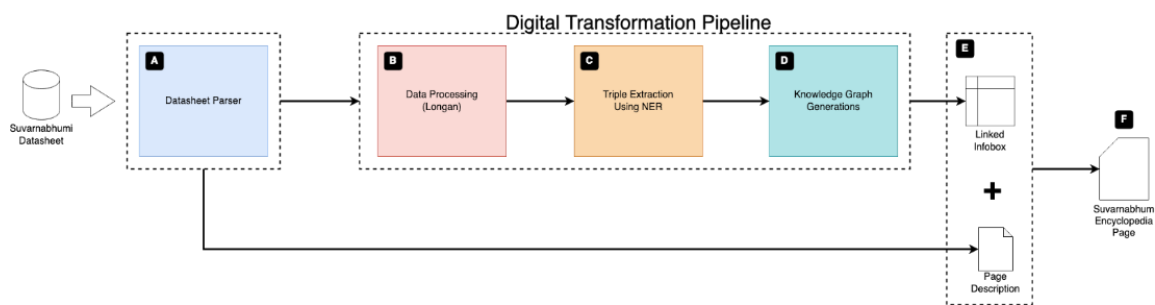 Digital Transformation Pipeline
Suvarnabhumi
Dataset
A
Datasheet Parser
B
Data Processing
(Longan)
C
Triple Extraction
Using NER
D
Knowledge Graph
Generations
E
Linked
Infobox
+
Page
Description
F
Suvarnabhum
Encyclopedia
Page